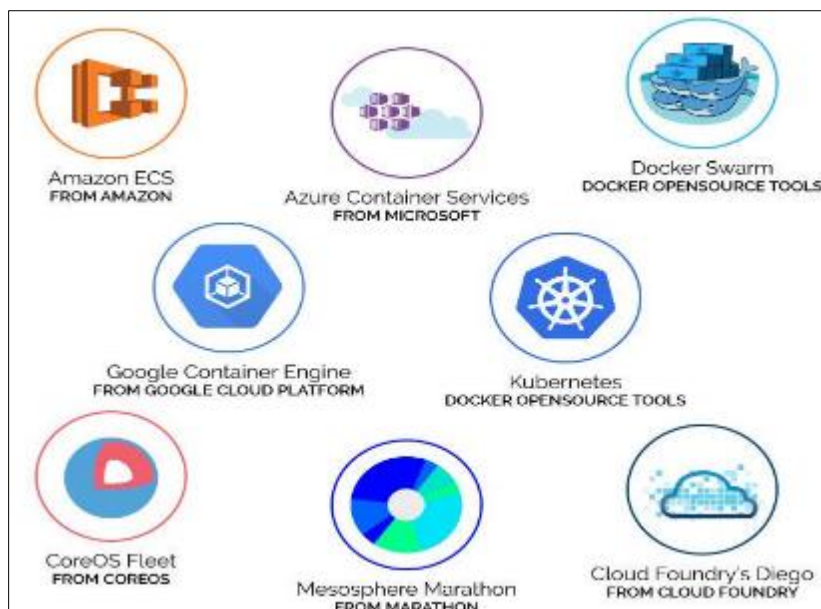 Amazon ECS
FROM AMAZON
Azure Container Services
FROM MICROSOFT
Docker Swarm
DOCKER OPENSOURCE TOOLS
Google Container Engine
FROM GOOGLE CLOUD PLATFORM
Kubernetes
DOCKER OPENSOURCE TOOLS
CoreOS Fleet
FROM COREOS
Mesosphere Marathon
FROM MARATHON
Cloud Foundry's Diego
FROM CLOUD FOUNDRY